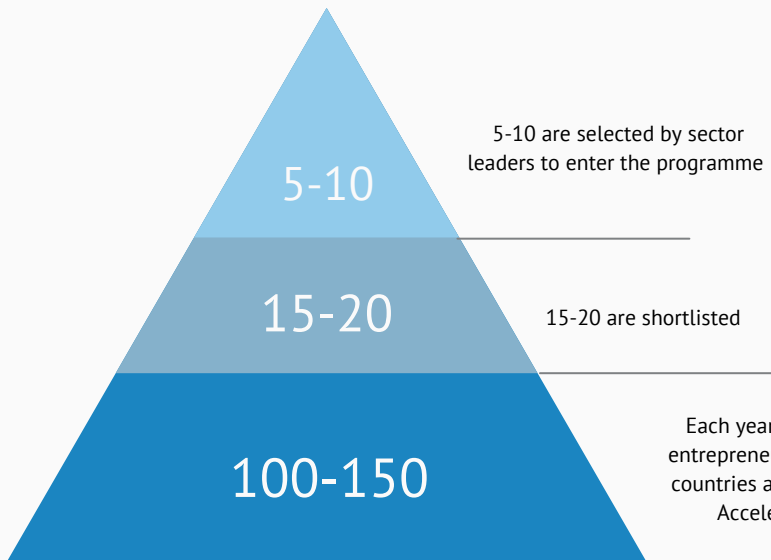 5-10 are selected by sector
leaders to enter the programme
5-10
15-20
15-20 are shortlisted
Each year
countries
100-150